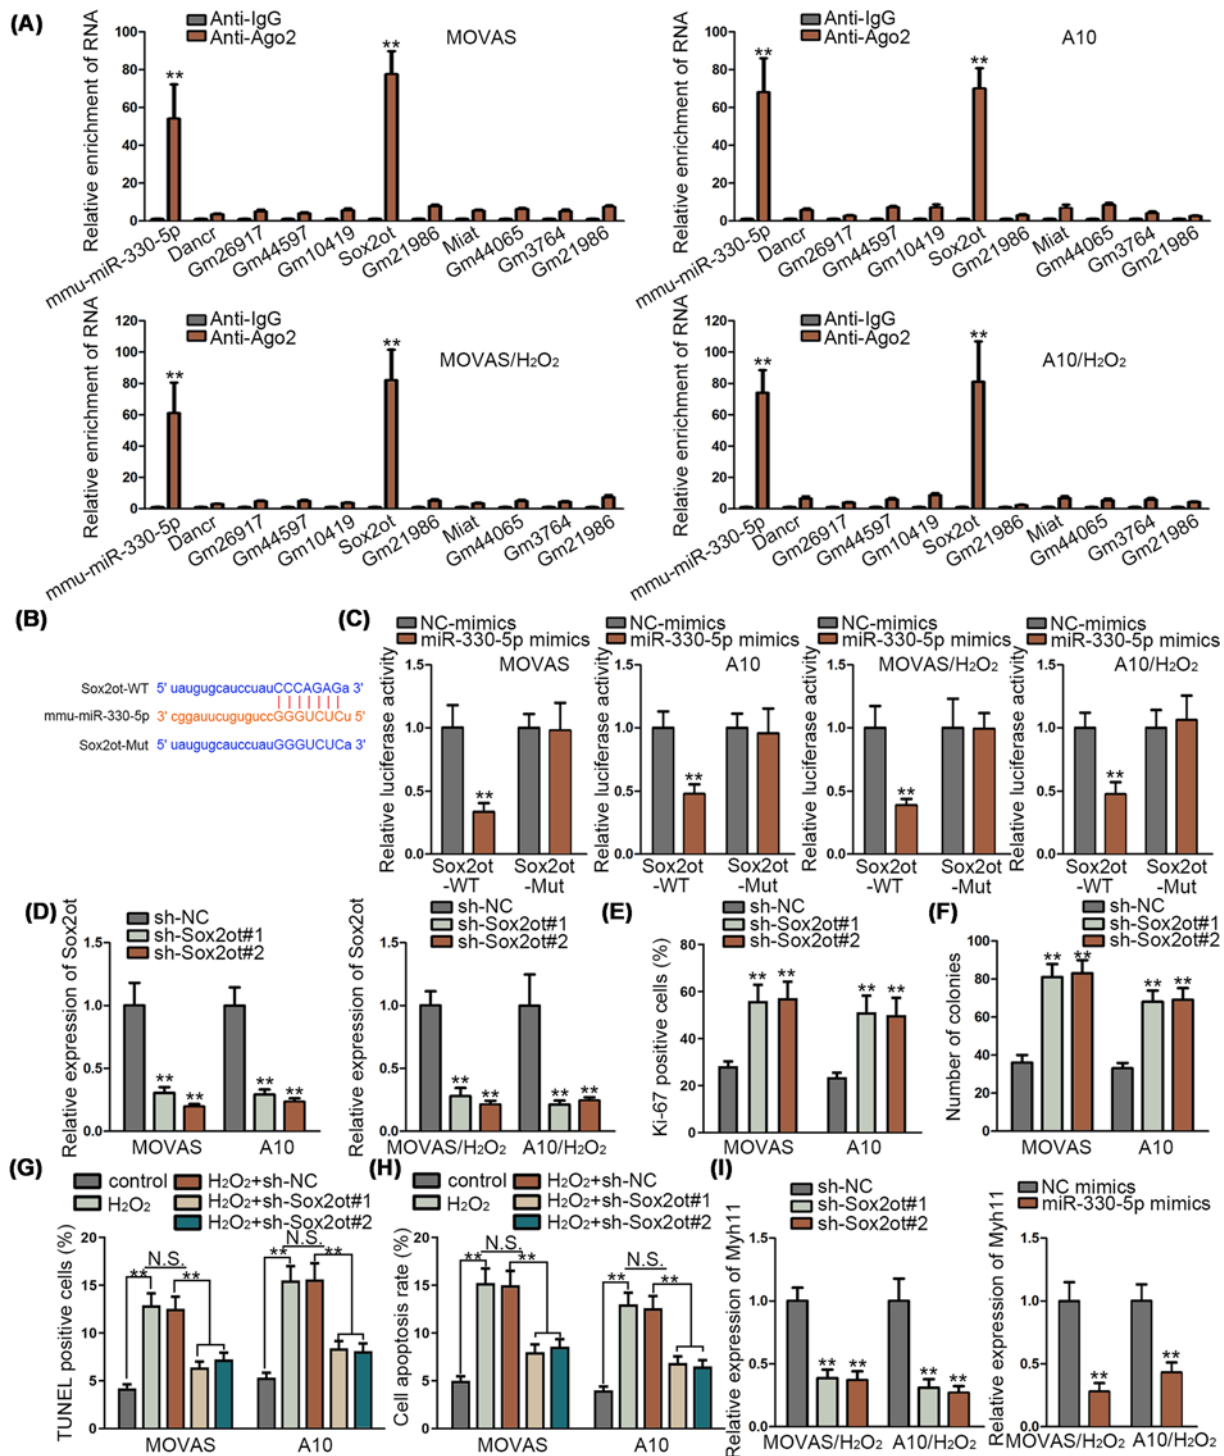 (A)
Anti-IgG
Anti-Ago2
MOVAS
Relative enrichment of RNA
100
80
60
40
20
0
**
**
mmu-miR-330-5p
Dancr
Gm26917
Gm44597
Gm10419
Sox2ot
Gm21986
Miat
Gm44065
Gm3764
Gm21986
Anti-IgG
Anti-Ago2
A10
Relative enrichment of RNA
100
80
60
40
20
0
**
**
mmu-miR-330-5p
Dancr
Gm26917
Gm44597
Gm10419
Sox2ot
Gm21986
Miat
Gm44065
Gm3764
Gm21986
Anti-IgG
Anti-Ago2
MOVAS/H₂O₂
Relative enrichment of RNA
120
100
80
60
40
20
0
**
**
mmu-miR-330-5p
Dancr
Gm26917
Gm44597
Gm10419
Sox2ot
Gm21986
Miat
Gm44065
Gm3764
Gm21986
Anti-IgG
Anti-Ago2
A10/H₂O₂
Relative enrichment of RNA
120
100
80
60
40
20
0
**
**
mmu-miR-330-5p
Dancr
Gm26917
Gm44597
Gm10419
Sox2ot
Gm21986
Miat
Gm44065
Gm3764
Gm21986
(B)
Sox2ot-WT 5' uaugugcauccuauCCCAGAGa 3'
mmu-miR-330-5p 3' cggauucuguguccGGGUCUCu 5'
Sox2ot-Mut 5' uaugugcauccuauGGGUCUCa 3'
(C)
NC-mimics
miR-330-5p mimics
MOVAS
Relative luciferase activity
1.5
1.0
0.5
0.0
**
Sox2ot-WT
Sox2ot-Mut
NC-mimics
miR-330-5p mimics
A10
Relative luciferase activity
1.5
1.0
0.5
0.0
**
Sox2ot-WT
Sox2ot-Mut
NC-mimics
miR-330-5p mimics
MOVAS/H₂O₂
Relative luciferase activity
1.5
1.0
0.5
0.0
**
Sox2ot-WT
Sox2ot-Mut
NC-mimics
miR-330-5p mimics
A10/H₂O₂
Relative luciferase activity
1.5
1.0
0.5
0.0
**
Sox2ot-WT
Sox2ot-Mut
(D)
sh-NC
sh-Sox2ot#1
sh-Sox2ot#2
Relative expression of Sox2ot
1.5
1.0
0.5
0.0
** ** ** **
MOVAS A10
sh-NC
sh-Sox2ot#1
sh-Sox2ot#2
Relative expression of Sox2ot
1.5
1.0
0.5
0.0
** ** ** **
MOVAS/H₂O₂ A10/H₂O₂
(E)
sh-NC
sh-Sox2ot#1
sh-Sox2ot#2
Ki-67 positive cells (%)
80
60
40
20
0
** ** ** **
MOVAS A10
(F)
sh-NC
sh-Sox2ot#1
sh-Sox2ot#2
Number of colonies
100
80
60
40
20
0
** ** ** **
MOVAS A10
(G)
control
H₂O₂
H₂O₂+sh-NC
H₂O₂+sh-Sox2ot#1
H₂O₂+sh-Sox2ot#2
TUNEL positive cells (%)
20
15
10
5
0
** N.S. ** ** N.S. **
MOVAS A10
(H)
control
H₂O₂
H₂O₂+sh-NC
H₂O₂+sh-Sox2ot#1
H₂O₂+sh-Sox2ot#2
Cell apoptosis rate (%)
20
15
10
5
0
** N.S. ** ** N.S. **
MOVAS A10
(I)
sh-NC
sh-Sox2ot#1
sh-Sox2ot#2
Relative expression of Myh11
1.5
1.0
0.5
0.0
** ** ** **
MOVAS/H₂O₂ A10/H₂O₂
NC mimics
miR-330-5p mimics
Relative expression of Myh11
1.5
1.0
0.5
0.0
** **
MOVAS/H₂O₂ A10/H₂O₂